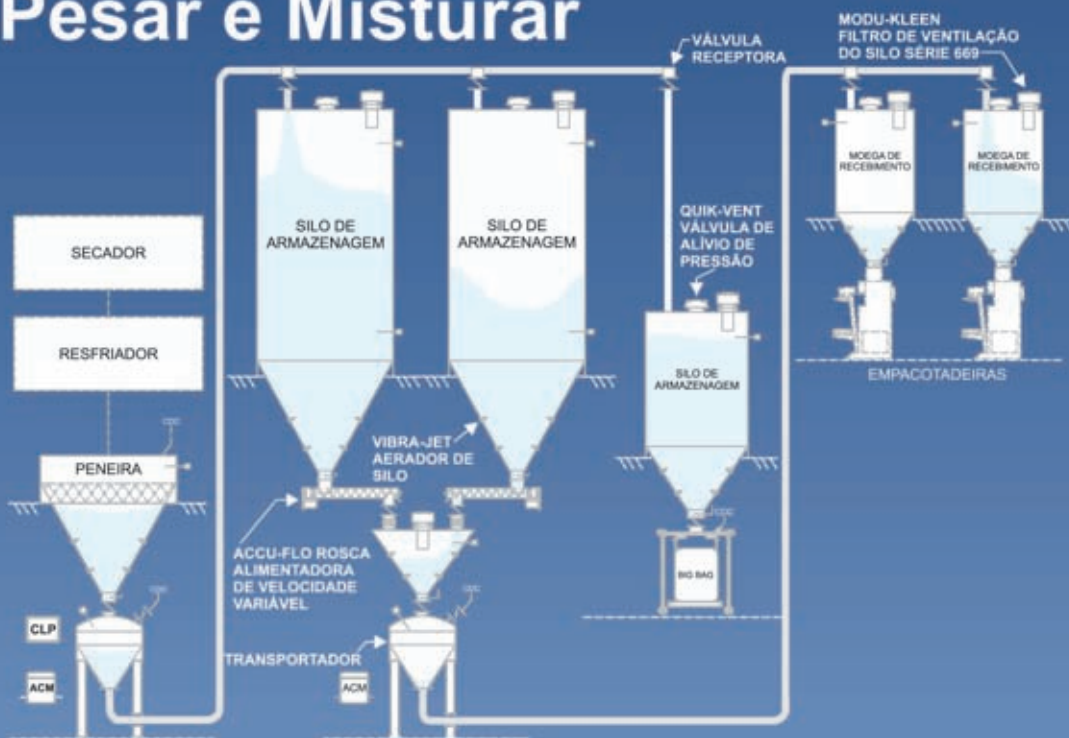 Pesar e Misturar
MODU-KLEEN
FILTRO DE VENTILAÇÃO
DO SILO SÉRIE 669
VÁLVULA
RECEPTORA
MOEGA DE
RECEBIMENTO
MOEGA DE
RECEBIMENTO
SILO DE
ARMAZENAGEM
SILO DE
ARMAZENAGEM
QUIK-VENT
VÁLVULA DE
ALÍVIO DE
PRESSÃO
SECADOR
RESFRIADOR
SILO DE
ARMAZENAGEM
EMPACOTADEIRAS
VIBRA-JET
AERADOR DE
SILO
PENEIRA
ACCU-FLO ROSCA
ALIMENTADORA
DE VELOCIDADE
VARIÁVEL
BIG BAG
CLP
TRANSPORTADOR
ACM
ACM